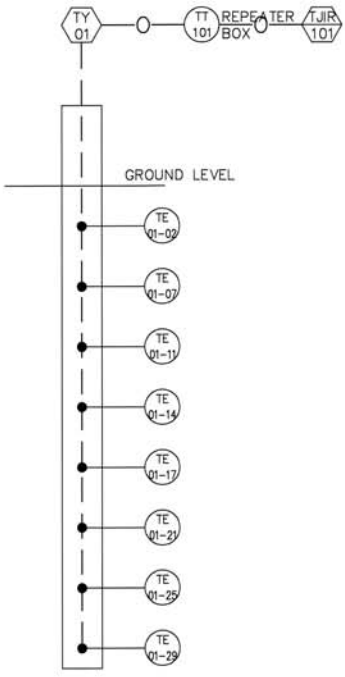 TY
01
TT
101
REPEATER
BOX
TJIR
101
GROUND LEVEL
TE
01-02
TE
01-07
TE
01-11
TE
01-14
TE
01-17
TE
01-21
TE
01-25
TE
01-29